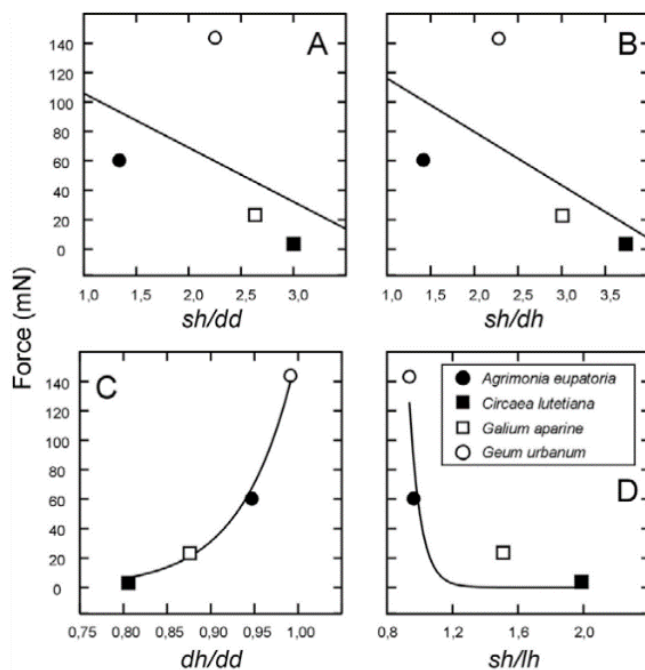 A
B
140
120
100
80
60
40
20
0
1,0 1,5 2,0 2,5 3,0
1,0 1,5 2,0 2,5 3,0 3,5
sh/dd
sh/dh
Force (mN)
C
D
140
120
100
80
60
40
20
0
Agrimonia eupatoria
Circaea lutetiana
Galium aparine
Geum urbanum
0,75 0,80 0,85 0,90 0,95 1,00
0,8 1,2 1,6 2,0
dh/dd
sh/lh